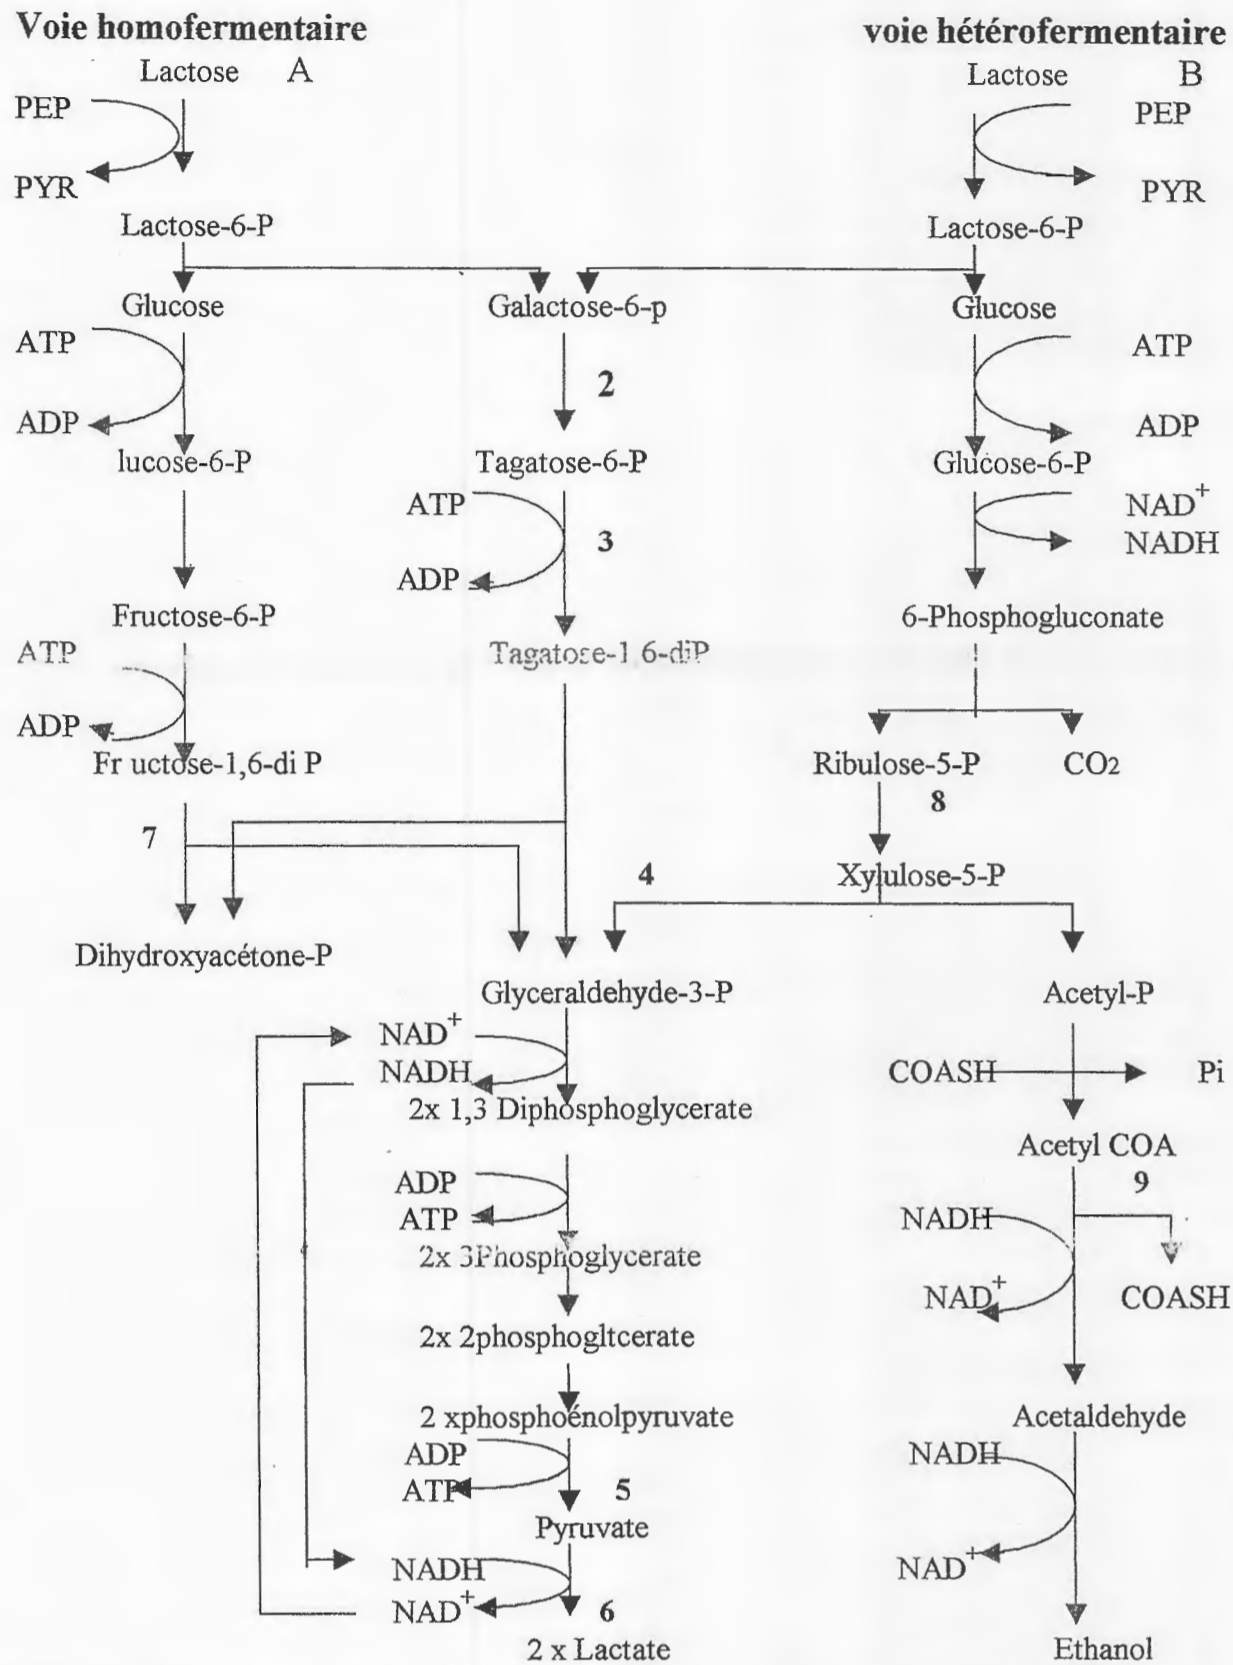 Voie homofermentaire
voie hétérofermentaire
Lactose A
Lactose B
PEP
PEP
PYR
PYR
Lactose-6-P
Lactose-6-P
Glucose
Galactose-6-p
Glucose
ATP
ATP
2
ADP
ADP
lucose-6-P
Tagatose-6-P
Glucose-6-P
ATP
NAD+
3
NADH
ADP
Fructose-6-P
6-Phosphogluconate
ATP
Tagatose-1,6-diP
ADP
Fr uctose-1,6-di P
Ribulose-5-P
CO2
8
7
4
Xylulose-5-P
Dihydroxyacétone-P
Glyceraldehyde-3-P
Acetyl-P
NAD+
NADH
COASH
Pi
2x 1,3 Diphosphoglycerate
Acetyl COA
9
ADP
ATP
NADH
2x 3Phosphoglycerate
NAD+
COASH
2x 2phosphogltcerate
2 xphosphoénolpyruvate
Acetaldehyde
ADP
NADH
ATP
5
Pyruvate
NADH
NAD+
NAD+
6
2 x Lactate
Ethanol